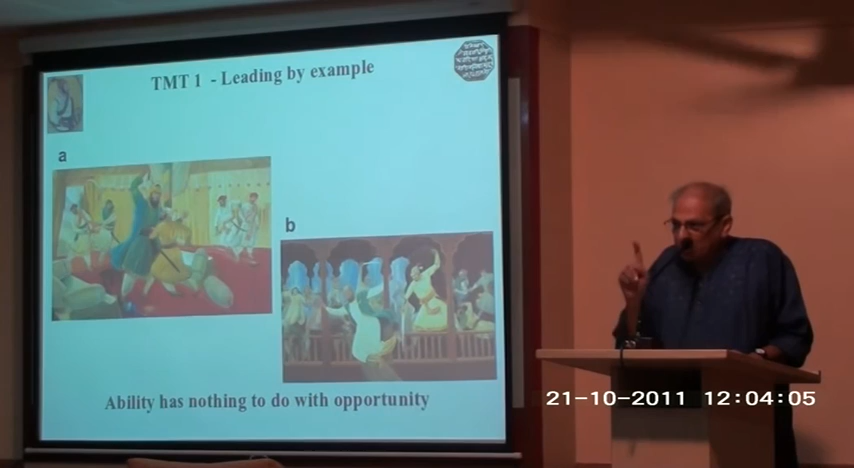 TMT 1 - Leading by example
a
b
Ability has nothing to do with opportunity
21-10-2011 12:04:05